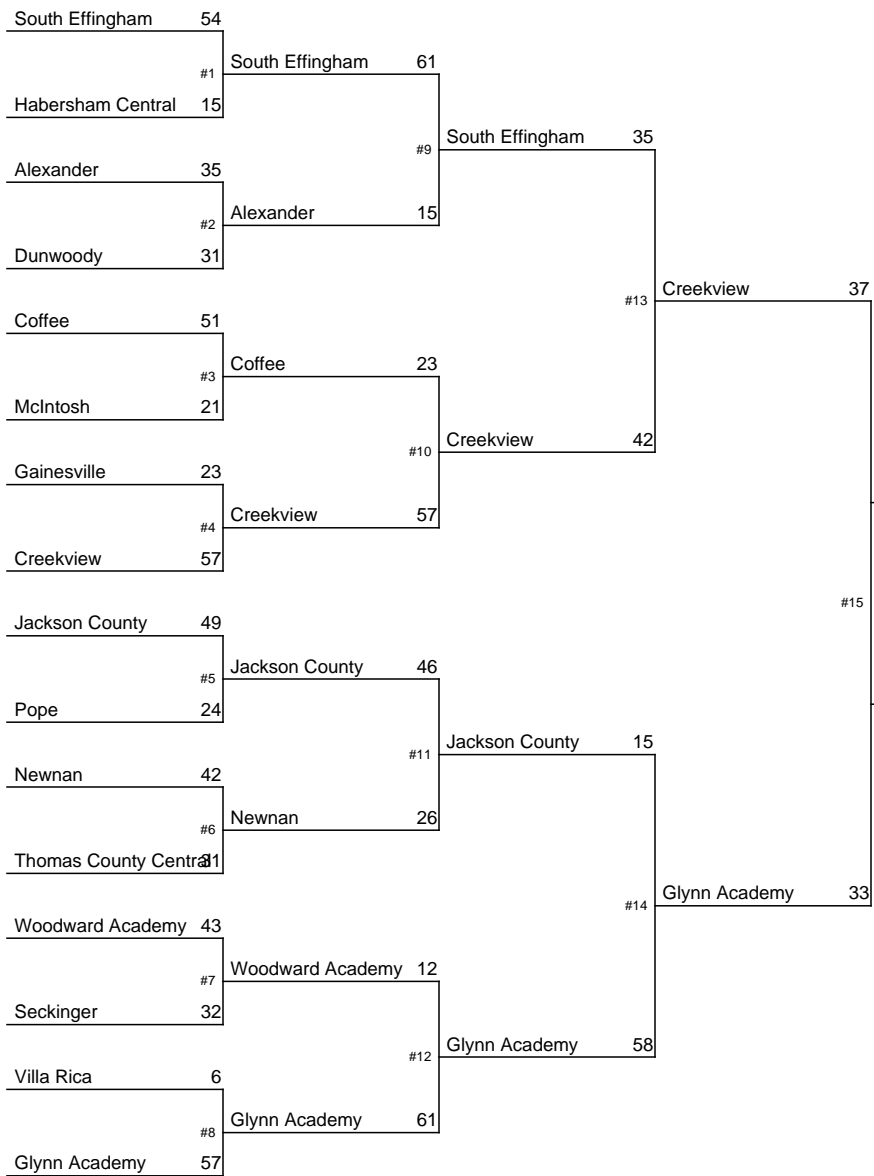 South Effingham 54
#1
Habersham Central 15
South Effingham 61
Alexander 35
#2
Dunwoody 31
Alexander 15
#9
South Effingham 35
Coffee 51
#3
McIntosh 21
Coffee 23
Gainesville 23
#4
Creekview 57
Creekview 57
#10
Creekview 42
#13
Creekview 37
Jackson County 49
#5
Pope 24
Jackson County 46
Newnan 42
#6
Thomas County Central 31
Newnan 26
#11
Jackson County 15
Woodward Academy 43
#7
Seckinger 32
Woodward Academy 12
Villa Rica 6
#8
Glynn Academy 57
Glynn Academy 61
#12
Glynn Academy 58
#14
Glynn Academy 33
#15